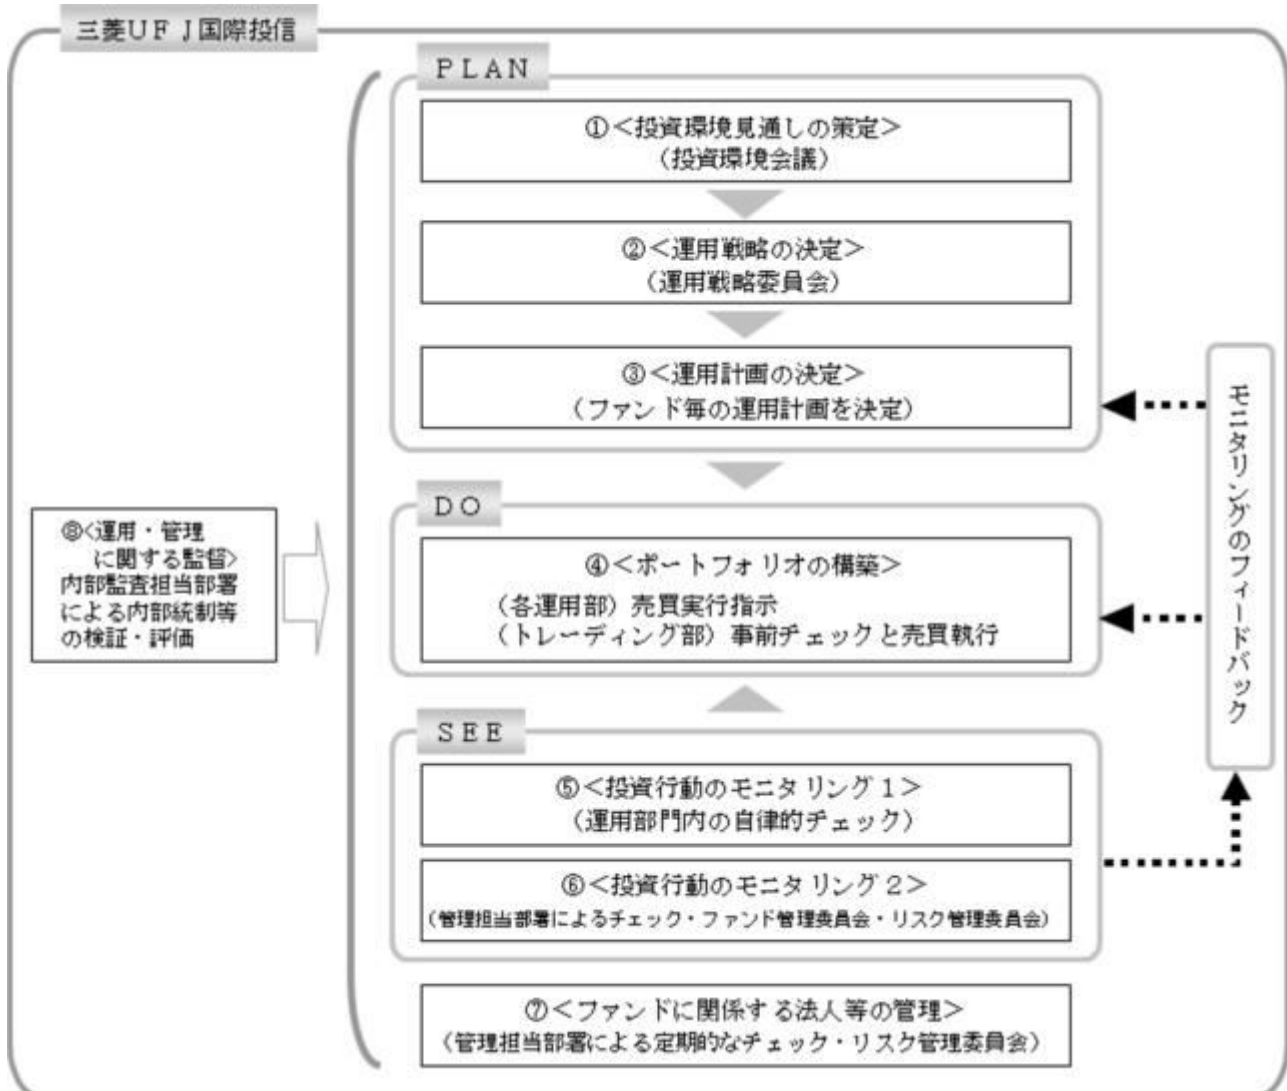 三菱UFJ国際投信
PLAN
①<投資環境見通しの策定>
(投資環境会議)
②<運用戦略の決定>
(運用戦略委員会)
③<運用計画の決定>
(ファンド毎の運用計画を決定)
DO
④<ポートフォリオの構築>
(各運用部)売買実行指示
(トレーディング部)事前チェックと売買執行
SEE
⑤<投資行動のモニタリング1>
(運用部門内の自律的チェック)
⑥<投資行動のモニタリング2>
(管理担当部署によるチェック・ファンド管理委員会・リスク管理委員会)
⑦<ファンドに関係する法人等の管理>
(管理担当部署による定期的なチェック・リスク管理委員会)
⑧<運用・管理
に関する監督>
内部監査担当部署
による内部統制等
の検証・評価
モニタリングのフィードバック